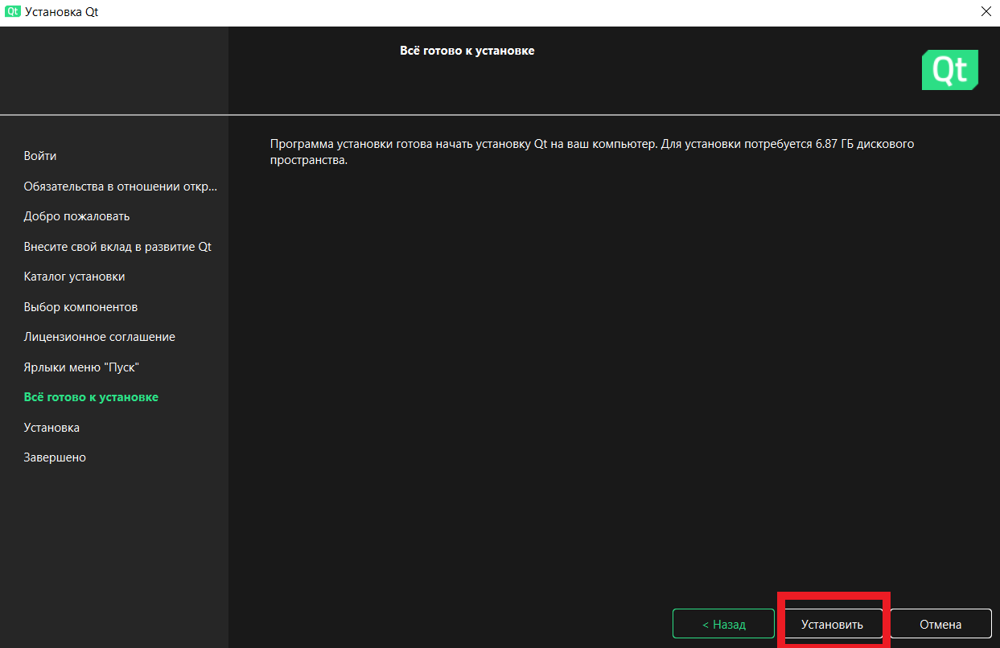 Qt Установка Qt
Всё готово к установке
Qt
Программа установки готова начать установку Qt на ваш компьютер. Для установки потребуется 6.87 ГБ дискового
пространства.
Войти
Обязательства в отношении откр...
Добро пожаловать
Внесите свой вклад в развитие Qt
Каталог установки
Выбор компонентов
Лицензионное соглашение
Ярлыки меню "Пуск"
Всё готово к установке
Установка
Завершено
< Назад
Установить
Отмена